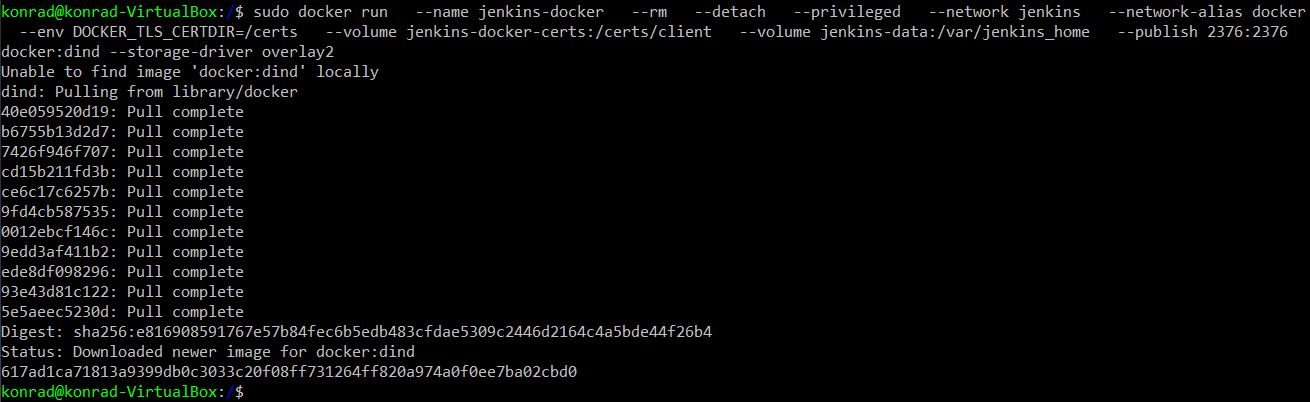 konrad@konrad-VirtualBox:/$ sudo docker run   --name jenkins-docker   --rm   --detach   --privileged   --network jenkins   --network-alias docker
  --env DOCKER_TLS_CERTDIR=/certs   --volume jenkins-docker-certs:/certs/client   --volume jenkins-data:/var/jenkins_home   --publish 2376:2376
docker:dind --storage-driver overlay2
Unable to find image 'docker:dind' locally
dind: Pulling from library/docker
40e059520d19: Pull complete
b6755b13d2d7: Pull complete
7426f946f707: Pull complete
cd15b211fd3b: Pull complete
ce6c17c6257b: Pull complete
9fd4cb587535: Pull complete
0012ebcf146c: Pull complete
9edd3af411b2: Pull complete
ede8df098296: Pull complete
93e43d81c122: Pull complete
5e5aeec5230d: Pull complete
Digest: sha256:e816908591767e57b84fec6b5edb483cfdae5309c2446d2164c4a5bde44f26b4
Status: Downloaded newer image for docker:dind
617ad1ca71813a9399db0c3033c20f08ff731264ff820a974a0f0ee7ba02cbd0
konrad@konrad-VirtualBox:/$